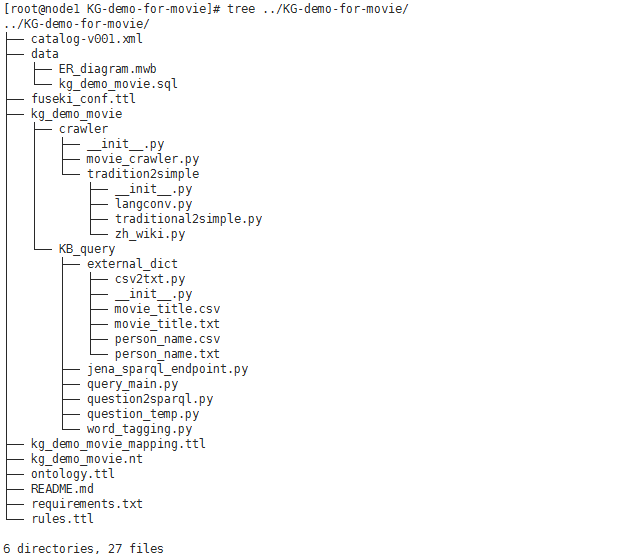 [root@node1 KG-demo-for-movie]# tree ../KG-demo-for-movie/
../KG-demo-for-movie/
├── catalog-v001.xml
├── data
│   ├── ER_diagram.mwb
│   └── kg_demo_movie.sql
├── fuseki_conf.ttl
├── kg_demo_movie
│   ├── crawler
│   │   ├── __init__.py
│   │   ├── movie_crawler.py
│   │   └── tradition2simple
│   │       ├── __init__.py
│   │       ├── langconv.py
│   │       ├── traditional2simple.py
│   │       └── zh_wiki.py
│   └── KB_query
│       ├── external_dict
│       │   ├── csv2txt.py
│       │   ├── __init__.py
│       │   ├── movie_title.csv
│       │   ├── movie_title.txt
│       │   ├── person_name.csv
│       │   └── person_name.txt
│       ├── jena_sparql_endpoint.py
│       ├── query_main.py
│       ├── question2sparql.py
│       ├── question_temp.py
│       └── word_tagging.py
├── kg_demo_movie_mapping.ttl
├── kg_demo_movie.nt
├── ontology.ttl
├── README.md
├── requirements.txt
└── rules.ttl

6 directories, 27 files